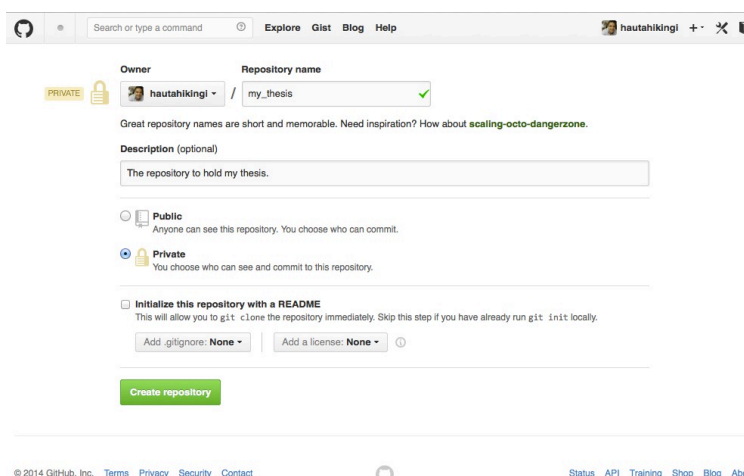 Search or type a command Explore Gist Blog Help hautahikingi
Owner Repository name
PRIVATE hautahikingi / my_thesis
Great repository names are short and memorable. Need inspiration? How about scaling-octo-dangerzone.
Description (optional)
The repository to hold my thesis.
Public
Anyone can see this repository. You choose who can commit.
Private
You choose who can see and commit to this repository.
Initialize this repository with a README
This will allow you to git clone the repository immediately. Skip this step if you have already run git init locally.
Add .gitignore: None Add a license: None
Create repository
© 2014 GitHub, Inc. Terms Privacy Security Contact Status API Training Shop Blog Abo